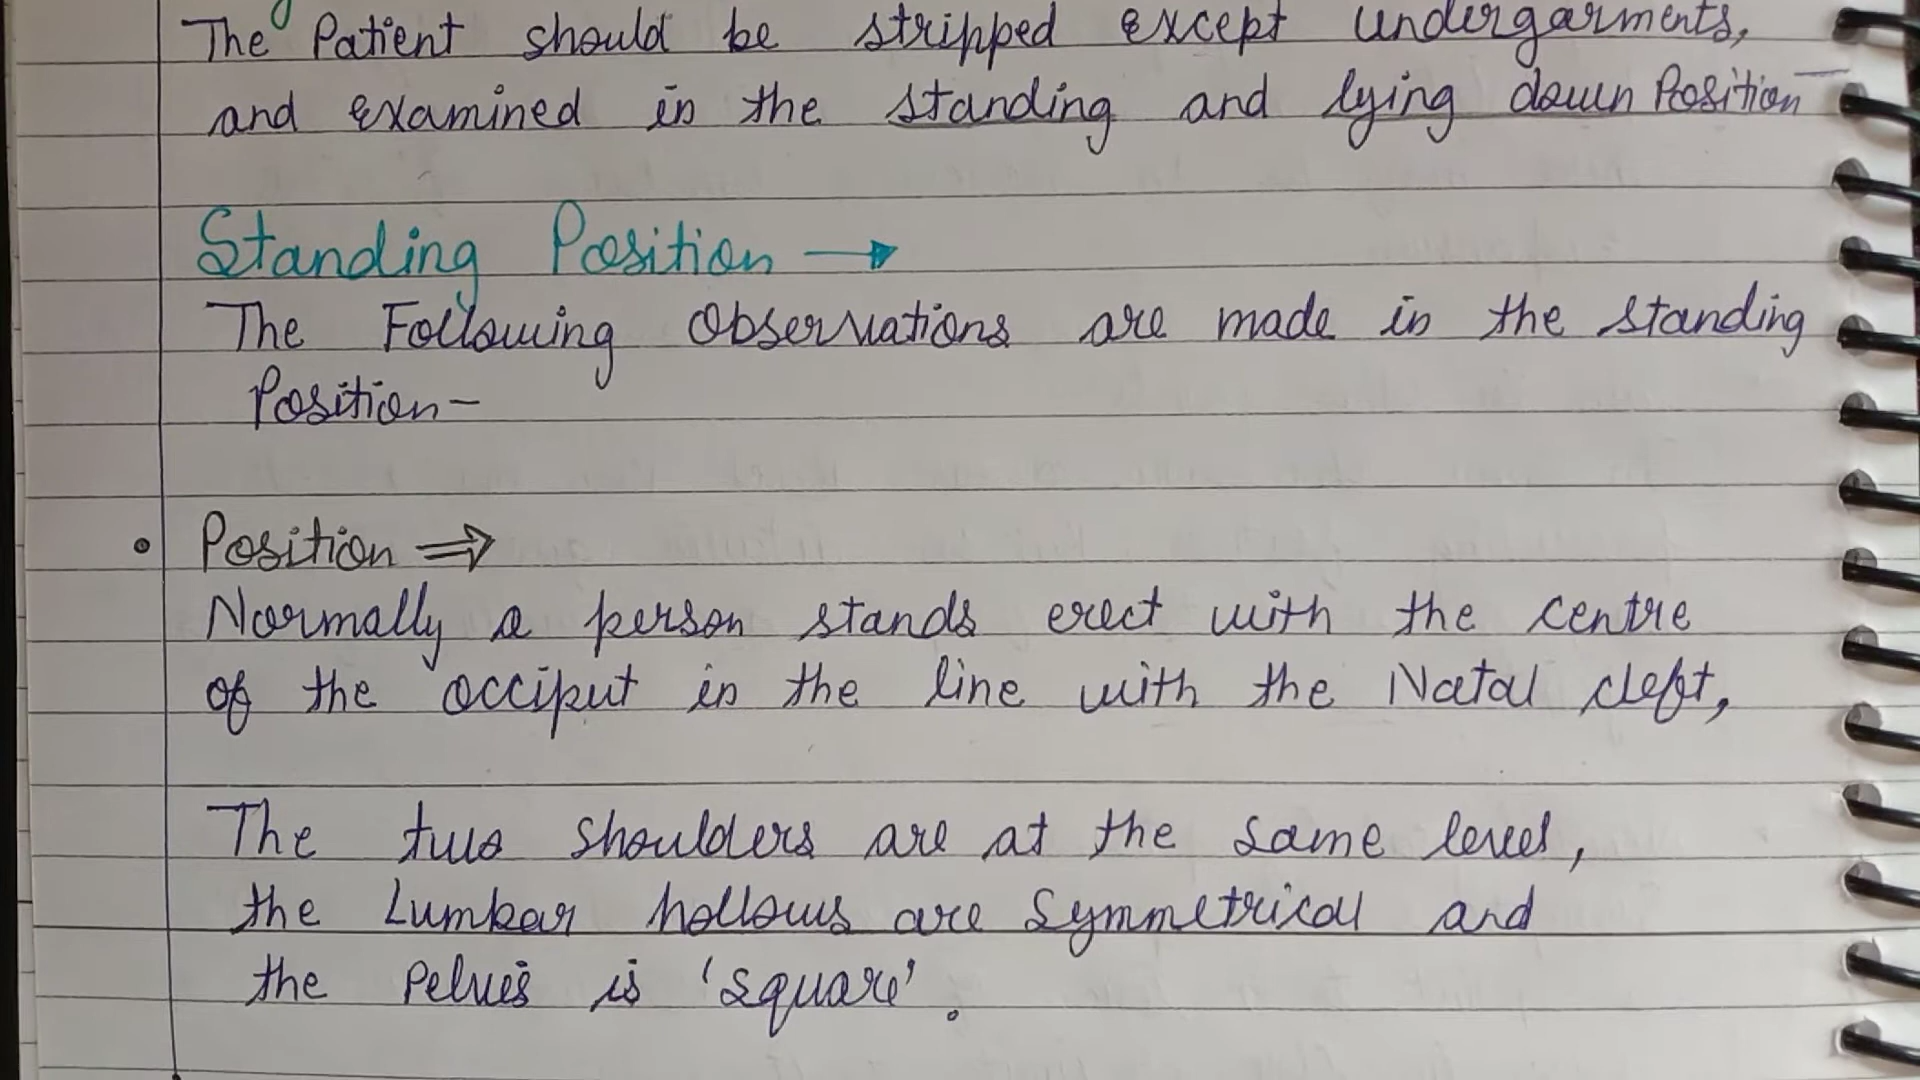 The Patient should be stripped except undergarments,
and examined in the standing and lying down Position
Standing Position →
The Following Observations are made in the standing
Position-
• Position ⇒
Normally a person stands erect with the centre
of the occiput in the line with the Natal cleft,
The two shoulders are at the same level,
the Lumbar hollows are Symmetrical and
the Pelvis is 'square'.